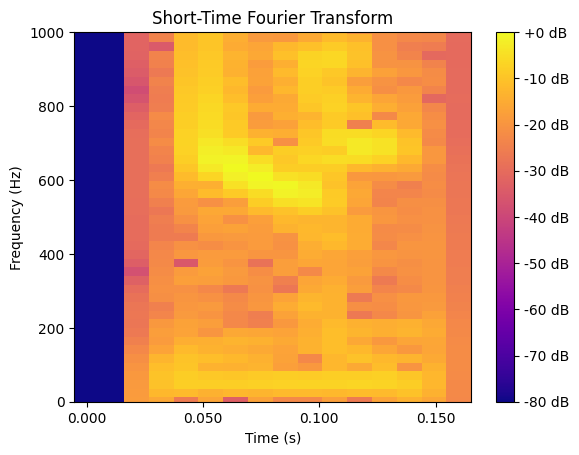 Short-Time Fourier Transform
1000
800
600
400
200
0
Frequency (Hz)
0.000
0.050
0.100
0.150
Time (s)
+0 dB
-10 dB
-20 dB
-30 dB
-40 dB
-50 dB
-60 dB
-70 dB
-80 dB